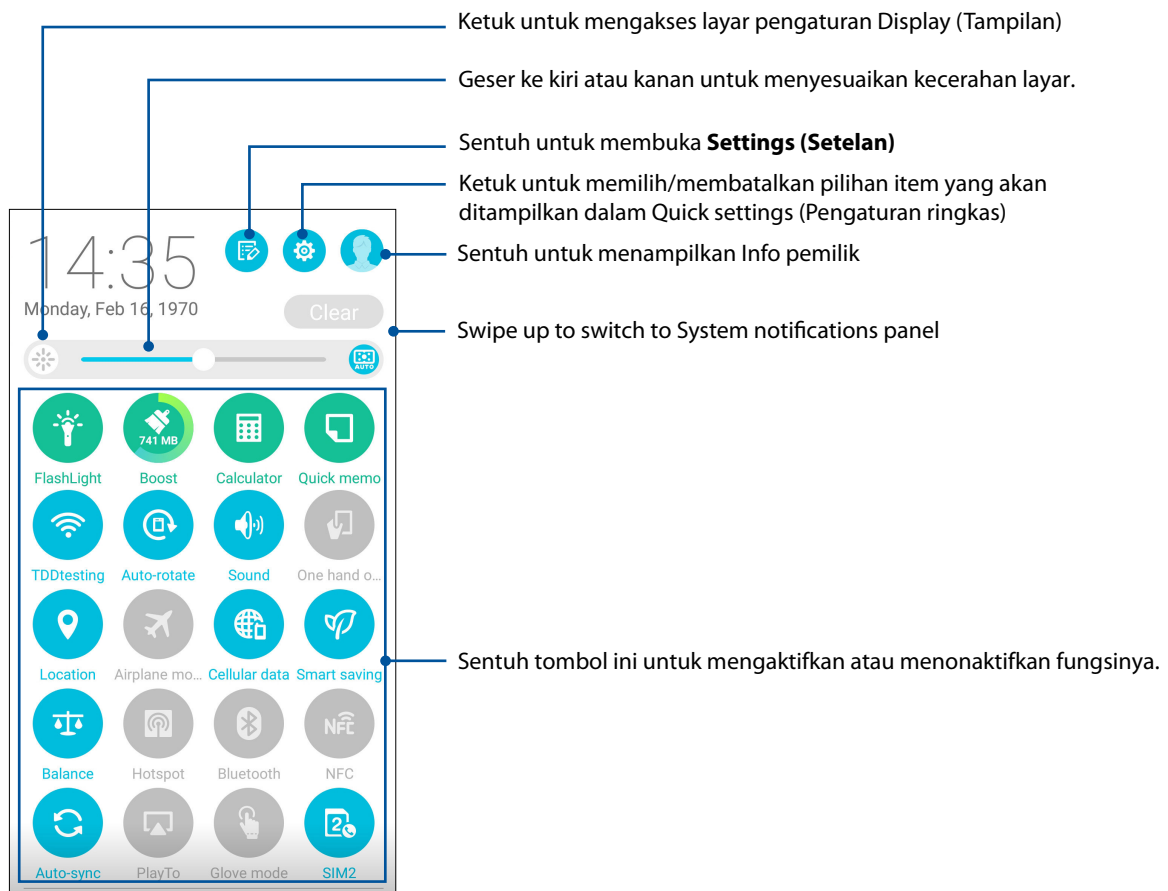 Ketuk untuk mengakses layar pengaturan Display (Tampilan)
Geser ke kiri atau kanan untuk menyesuaikan kecerahan layar.
Sentuh untuk membuka Settings (Setelan)
Ketuk untuk memilih/membatalkan pilihan item yang akan
ditampilkan dalam Quick settings (Pengaturan ringkas)
Sentuh untuk menampilkan Info pemilik
Swipe up to switch to System notifications panel
14:35
Monday, Feb 16, 1970
Clear
AUTO
741 MB
FlashLight Boost Calculator Quick memo
TDDtesting Auto-rotate Sound One hand o...
Location Airplane mo... Cellular data Smart saving
Sentuh tombol ini untuk mengaktifkan atau menonaktifkan fungsinya.
NFC
Balance Hotspot Bluetooth NFC
2
Auto-sync PlayTo Glove mode SIM2